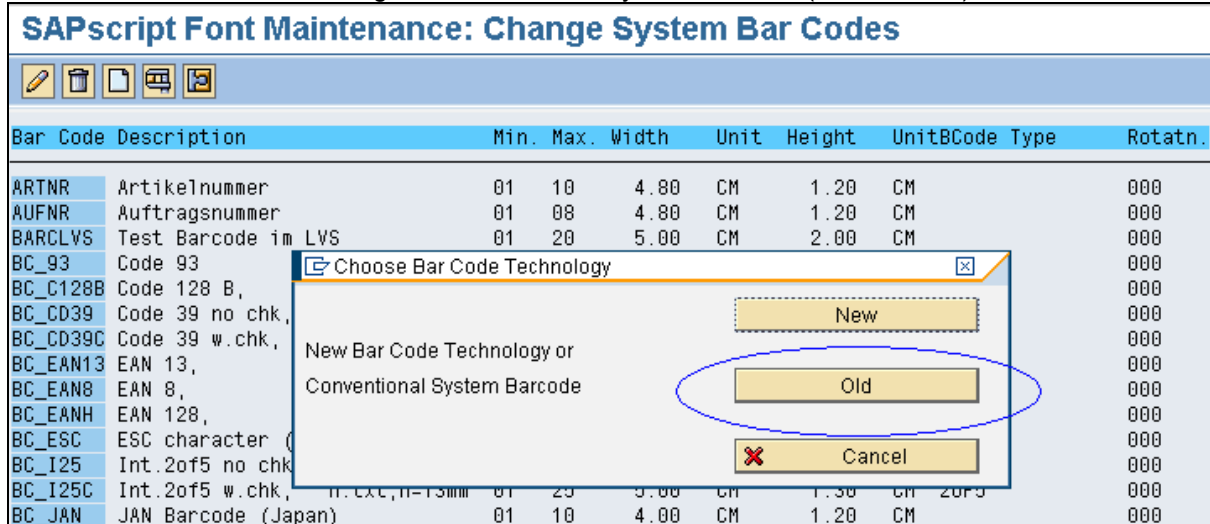 SAPscript Font Maintenance: Change System Bar Codes
Bar Code Description Min. Max. Width Unit Height UnitBCode Type Rotatn.
ARTNR Artikelnummer 01 10 4.80 CM 1.20 CM 000
AUFNR Auftragsnummer 01 08 4.80 CM 1.20 CM 000
BARCLVS Test Barcode im LVS 01 20 5.00 CM 2.00 CM 000
BC_93 Code 93 000
BC_C128B Code 128 B, 000
BC_CD39 Code 39 no chk, 000
BC_CD39C Code 39 w.chk, 000
BC_EAN13 EAN 13, 000
BC_EAN8 EAN 8, 000
BC_EANH EAN 128, 000
BC_ESC ESC character ( 000
BC_I25 Int.2of5 no chk 000
BC_I25C Int.2of5 w.chk, 000
BC_JAN JAN Barcode (Japan) 01 10 4.00 CM 1.20 CM 000
Choose Bar Code Technology
New
New Bar Code Technology or
Conventional System Barcode
Old
Cancel